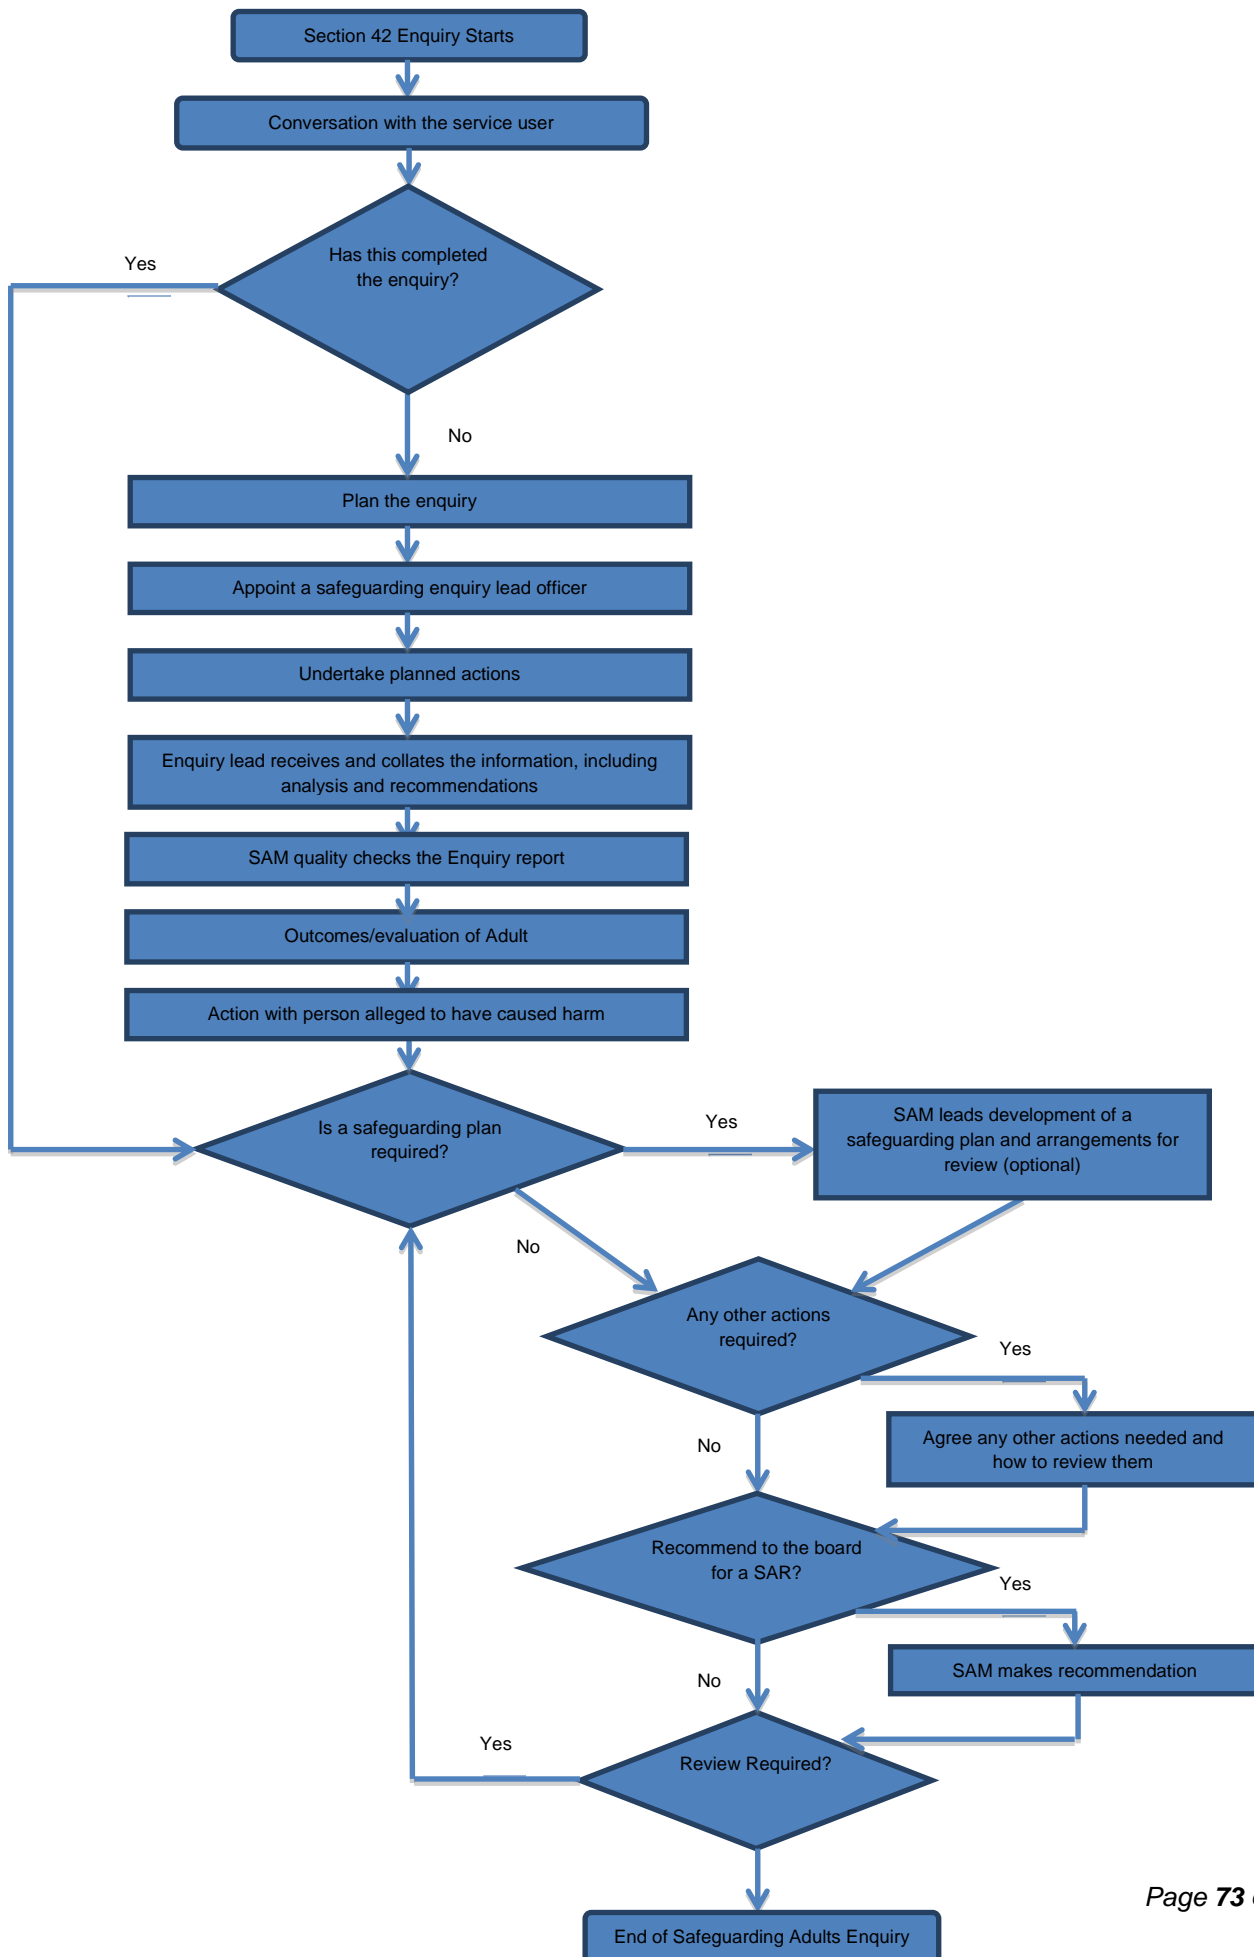 Section 42 Enquiry Starts
Conversation with the service user
Has this completed
the enquiry?
Yes
No
Plan the enquiry
Appoint a safeguarding enquiry lead officer
Undertake planned actions
Enquiry lead receives and collates the information, including
analysis and recommendations
SAM quality checks the Enquiry report
Outcomes/evaluation of Adult
Action with person alleged to have caused harm
Is a safeguarding plan
required?
Yes
SAM leads development of a
safeguarding plan and arrangements for
review (optional)
No
Any other actions
required?
Yes
Agree any other actions needed and
how to review them
No
Recommend to the board
for a SAR?
Yes
SAM makes recommendation
No
Review Required?
Yes
End of Safeguarding Adults Enquiry
Page 73